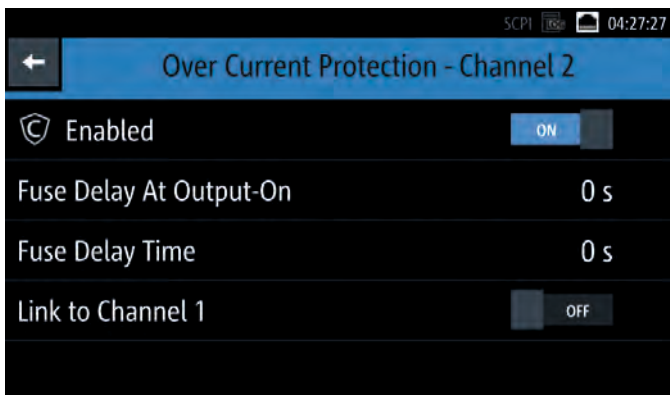 SCPI 04:27:27
Over Current Protection - Channel 2
Enabled ON
Fuse Delay At Output-On 0 s
Fuse Delay Time 0 s
Link to Channel 1 OFF